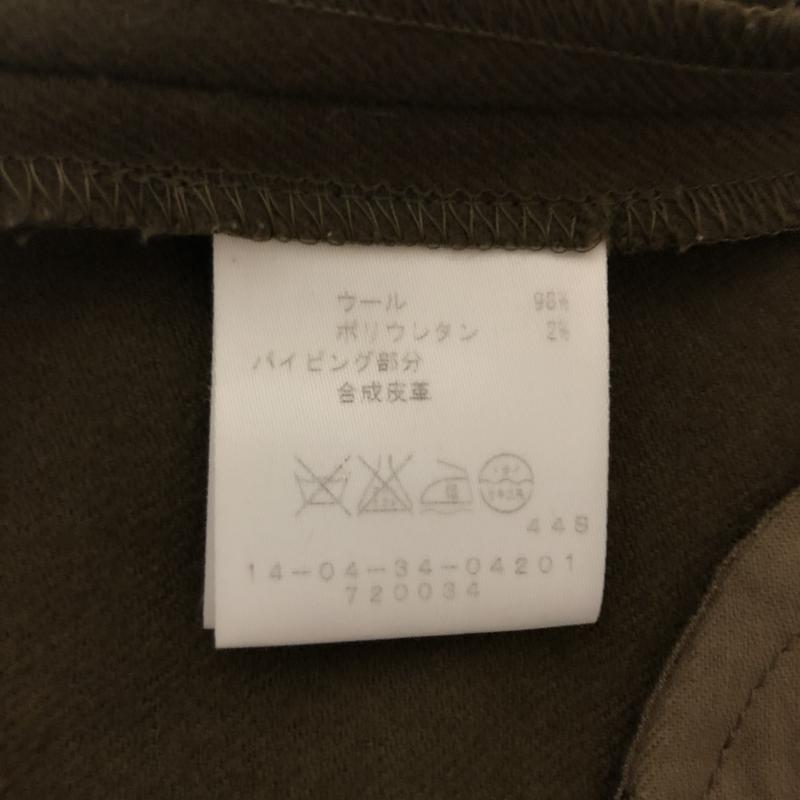 ウール 98%
ポリウレタン 2%
パイピング部分
合成皮革
44S
14-04-34-04201
720034